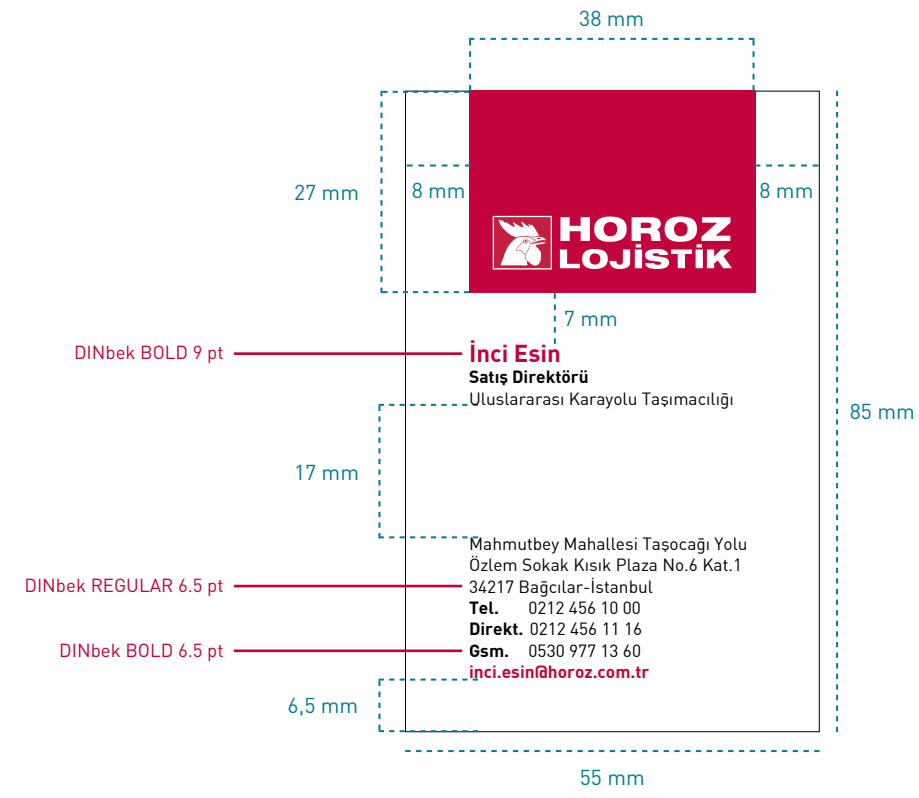 38 mm
27 mm
8 mm
8 mm
HOROZ
LOJİSTİK
7 mm
DINbek BOLD 9 pt
İnci Esin
Satış Direktörü
Uluslararası Karayolu Taşımacılığı
85 mm
17 mm
Mahmutbey Mahallesi Taşocağı Yolu
Özlem Sokak Kısık Plaza No.6 Kat.1
DINbek REGULAR 6.5 pt
34217 Bağcılar-İstanbul
Tel. 0212 456 10 00
Direkt. 0212 456 11 16
DINbek BOLD 6.5 pt
Gsm. 0530 977 13 60
inci.esin@horoz.com.tr
6,5 mm
55 mm